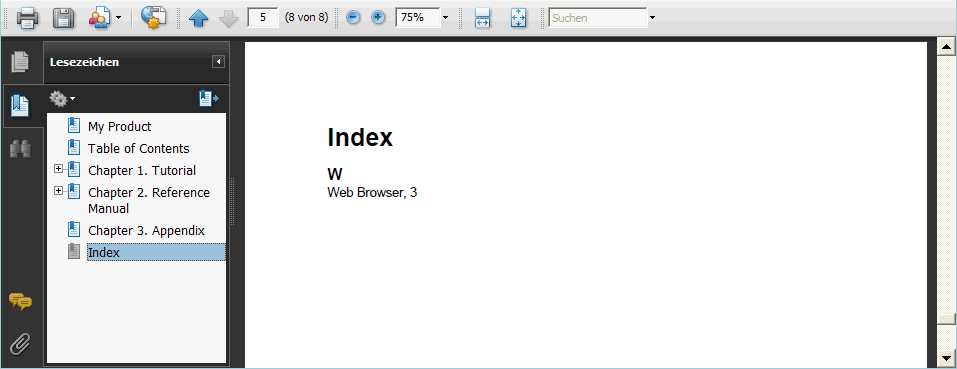 5 (8 von 8) 75% Suchen
Lesezeichen
My Product
Table of Contents
Chapter 1. Tutorial
Chapter 2. Reference
Manual
Chapter 3. Appendix
Index
Index
W
Web Browser, 3